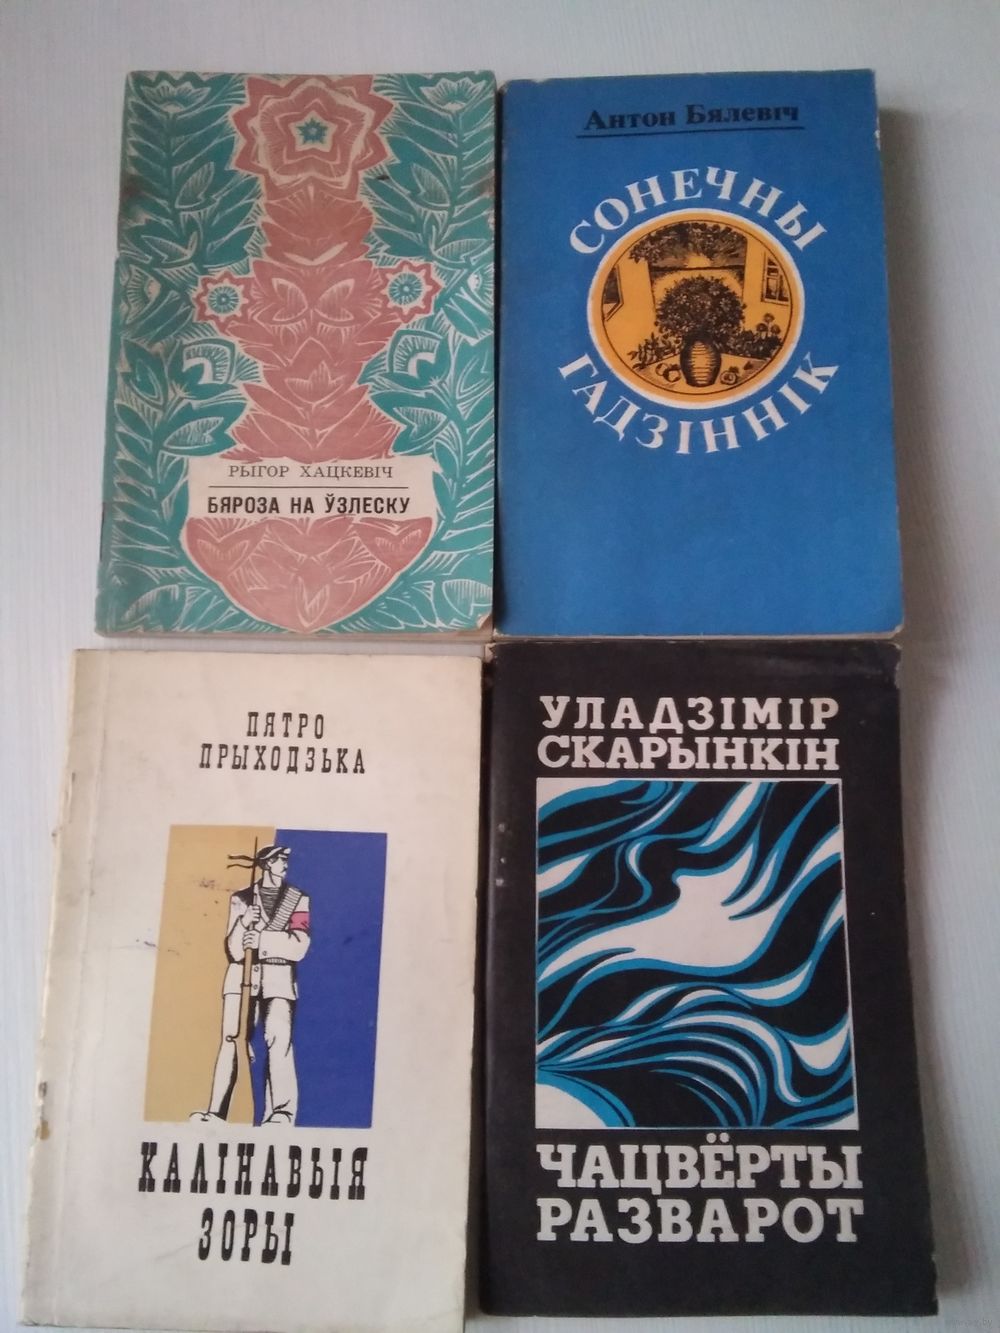 РЫГОР ХАЦКЕВІЧ
БЯРОЗА НА ЎЗЛЕСКУ
Антон Бялевіч
СОНЕЧНЫ
ГАДЗІННІК
ПЯТРО
ПРЫХОДЗЬКА
КАЛІНАВЫЯ
ЗОРЫ
УЛАДЗІМІР
СКАРЫНКІН
ЧАЦВЁРТЫ
РАЗВАРОТ